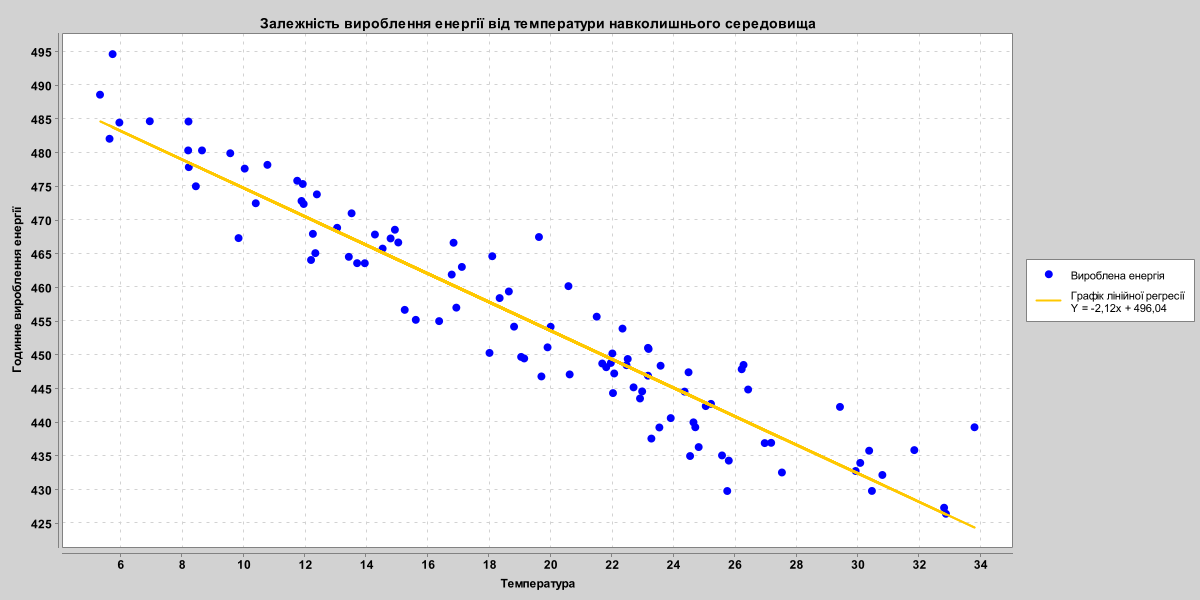 Залежність вироблення енергії від температури навколишнього середовища
495
490
485
480
475
470
465
460
455
450
445
440
435
430
425
Годинне вироблення енергії
6 8 10 12 14 16 18 20 22 24 26 28 30 32 34
Температура
Вироблена енергія
Графік лінійної регресії
Y = -2,12x + 496,04